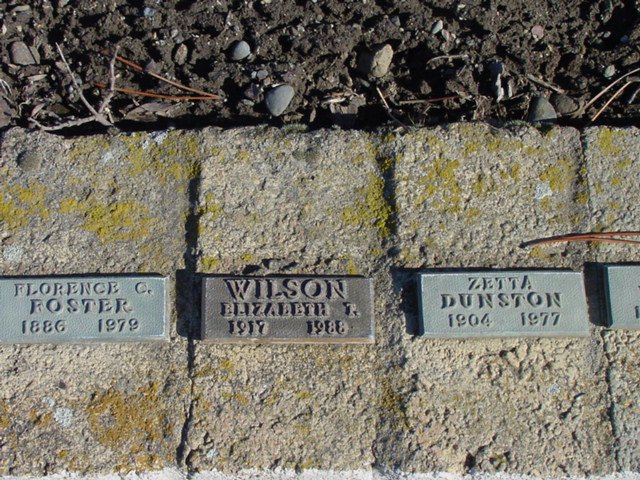 FLORENCE C.
FOSTER
1886 1979
WILSON
ELIZABETH T.
1917 1988
ZETTA
DUNSTON
1904 1977